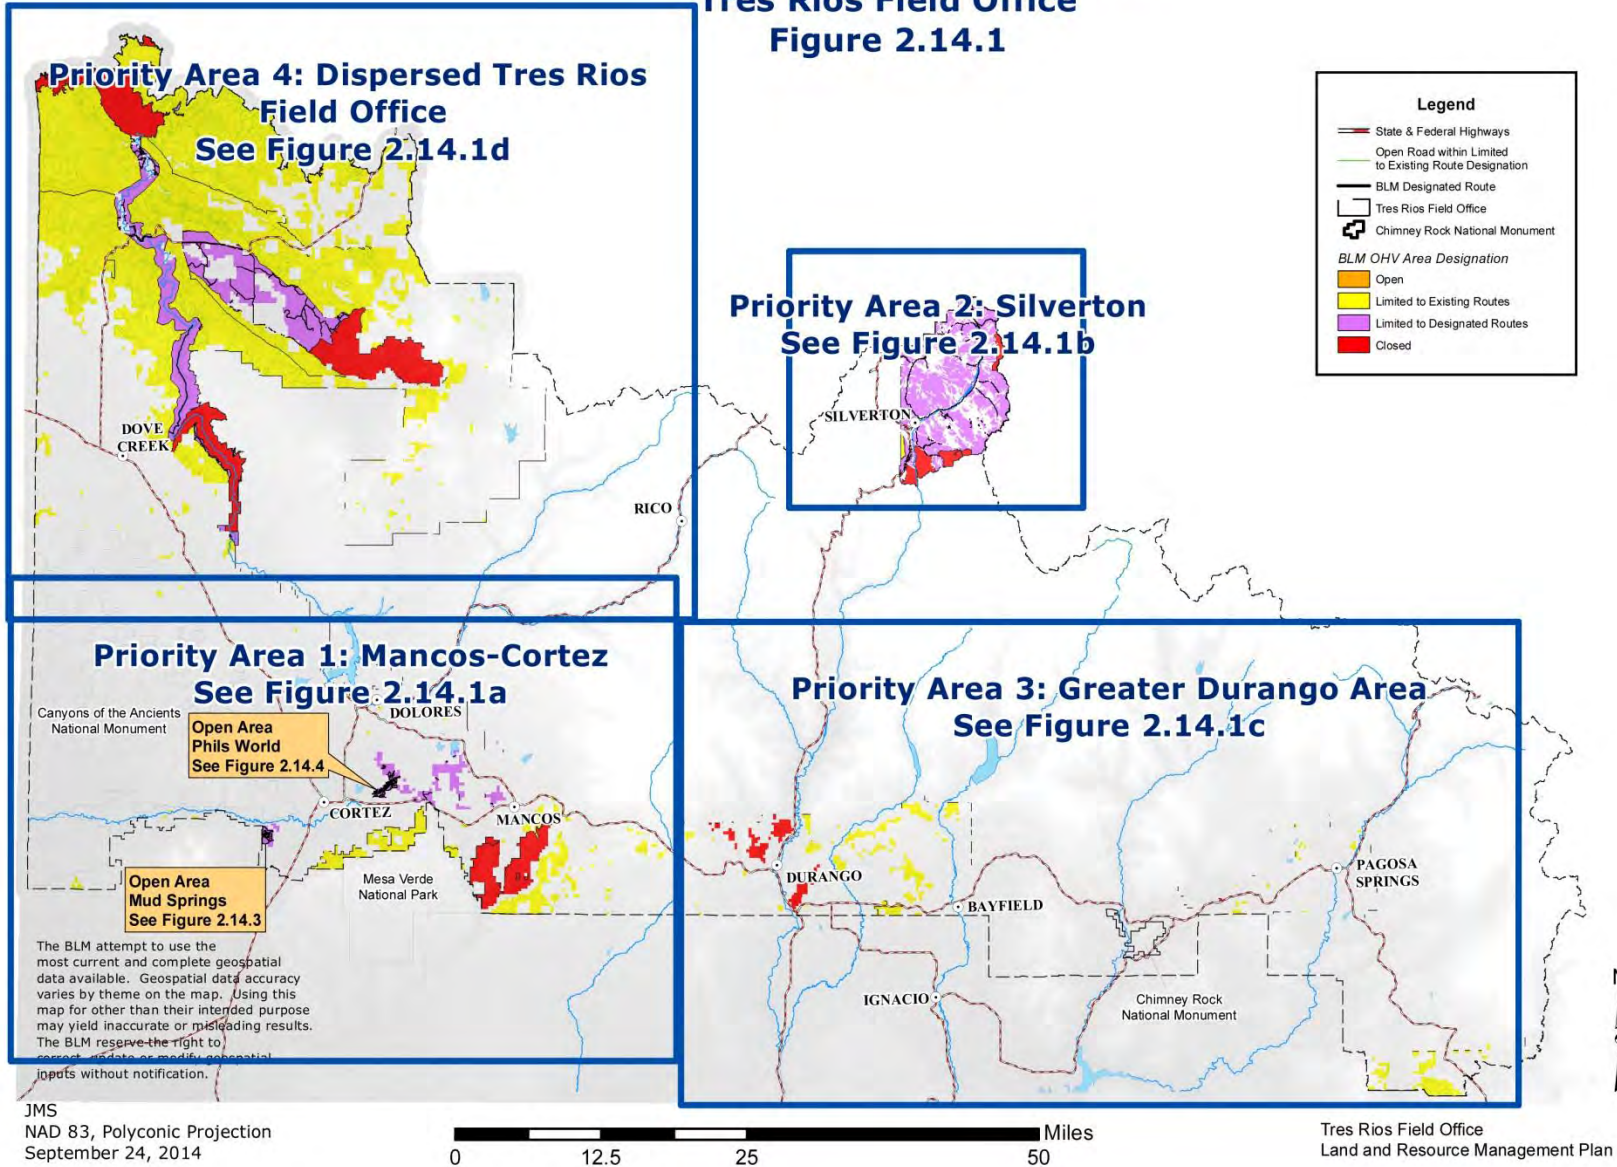 Tres Rios Field Office
Figure 2.14.1
Priority Area 4: Dispersed Tres Rios
Field Office
See Figure 2.14.1d
Legend
State & Federal Highways
Open Road within Limited
to Existing Route Designation
BLM Designated Route
Tres Rios Field Office
Chimney Rock National Monument
BLM OHV Area Designation
Open
Limited to Existing Routes
Limited to Designated Routes
Closed
Priority Area 2: Silverton
See Figure 2.14.1b
SILVERTON
DOVE
CREEK
RICO
Priority Area 1: Mancos-Cortez
See Figure 2.14.1a
Canyons of the Ancients
National Monument
DOLORES
Open Area
Phils World
See Figure 2.14.4
CORTEZ
MANCOS
Mesa Verde
National Park
Open Area
Mud Springs
See Figure 2.14.3
Priority Area 3: Greater Durango Area
See Figure 2.14.1c
DURANGO
BAYFIELD
PAGOSA
SPRINGS
IGNACIO
Chimney Rock
National Monument
The BLM attempt to use the
most current and complete geospatial
data available. Geospatial data accuracy
varies by theme on the map. Using this
map for other than their intended purpose
may yield inaccurate or misleading results.
The BLM reserve the right to
correct, update or modify geospatial
inputs without notification.
JMS
NAD 83, Polyconic Projection
September 24, 2014
Miles
0 12.5 25 50
Tres Rios Field Office
Land and Resource Management Plan